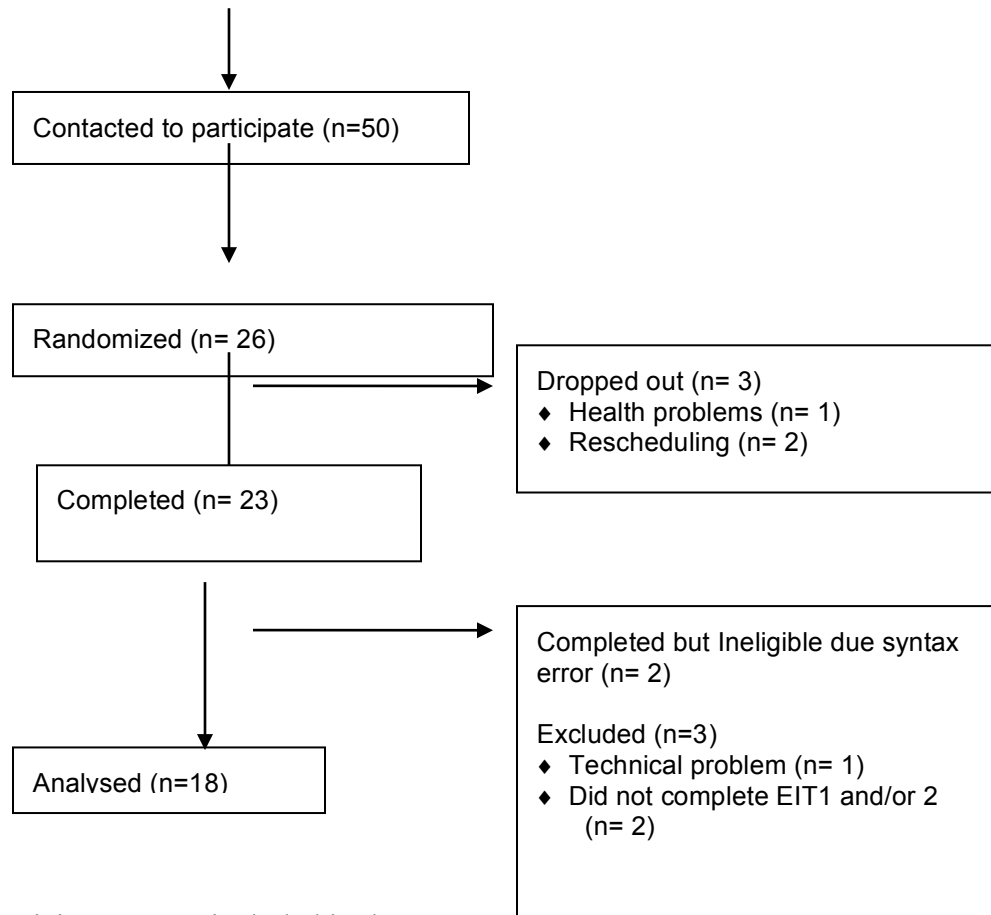 Contacted to participate (n=50)
Randomized (n= 26)
Dropped out (n= 3)
♦ Health problems (n= 1)
♦ Rescheduling (n= 2)
Completed (n= 23)
Completed but Ineligible due syntax
error (n= 2)
Excluded (n=3)
♦ Technical problem (n= 1)
♦ Did not complete EIT1 and/or 2
(n= 2)
Analysed (n=18)